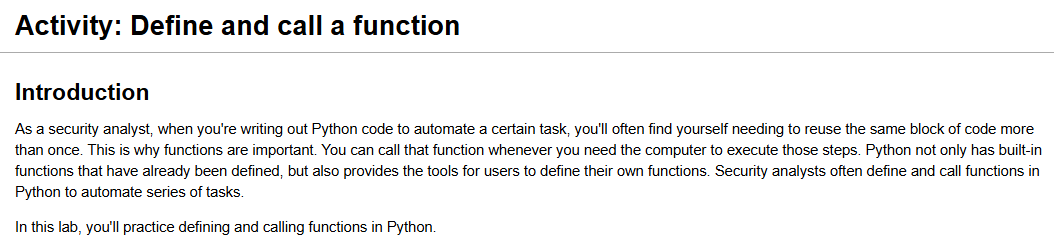 Activity: Define and call a function
Introduction
As a security analyst, when you're writing out Python code to automate a certain task, you'll often find yourself needing to reuse the same block of code more
than once. This is why functions are important. You can call that function whenever you need the computer to execute those steps. Python not only has built-in
functions that have already been defined, but also provides the tools for users to define their own functions. Security analysts often define and call functions in
Python to automate series of tasks.
In this lab, you'll practice defining and calling functions in Python.